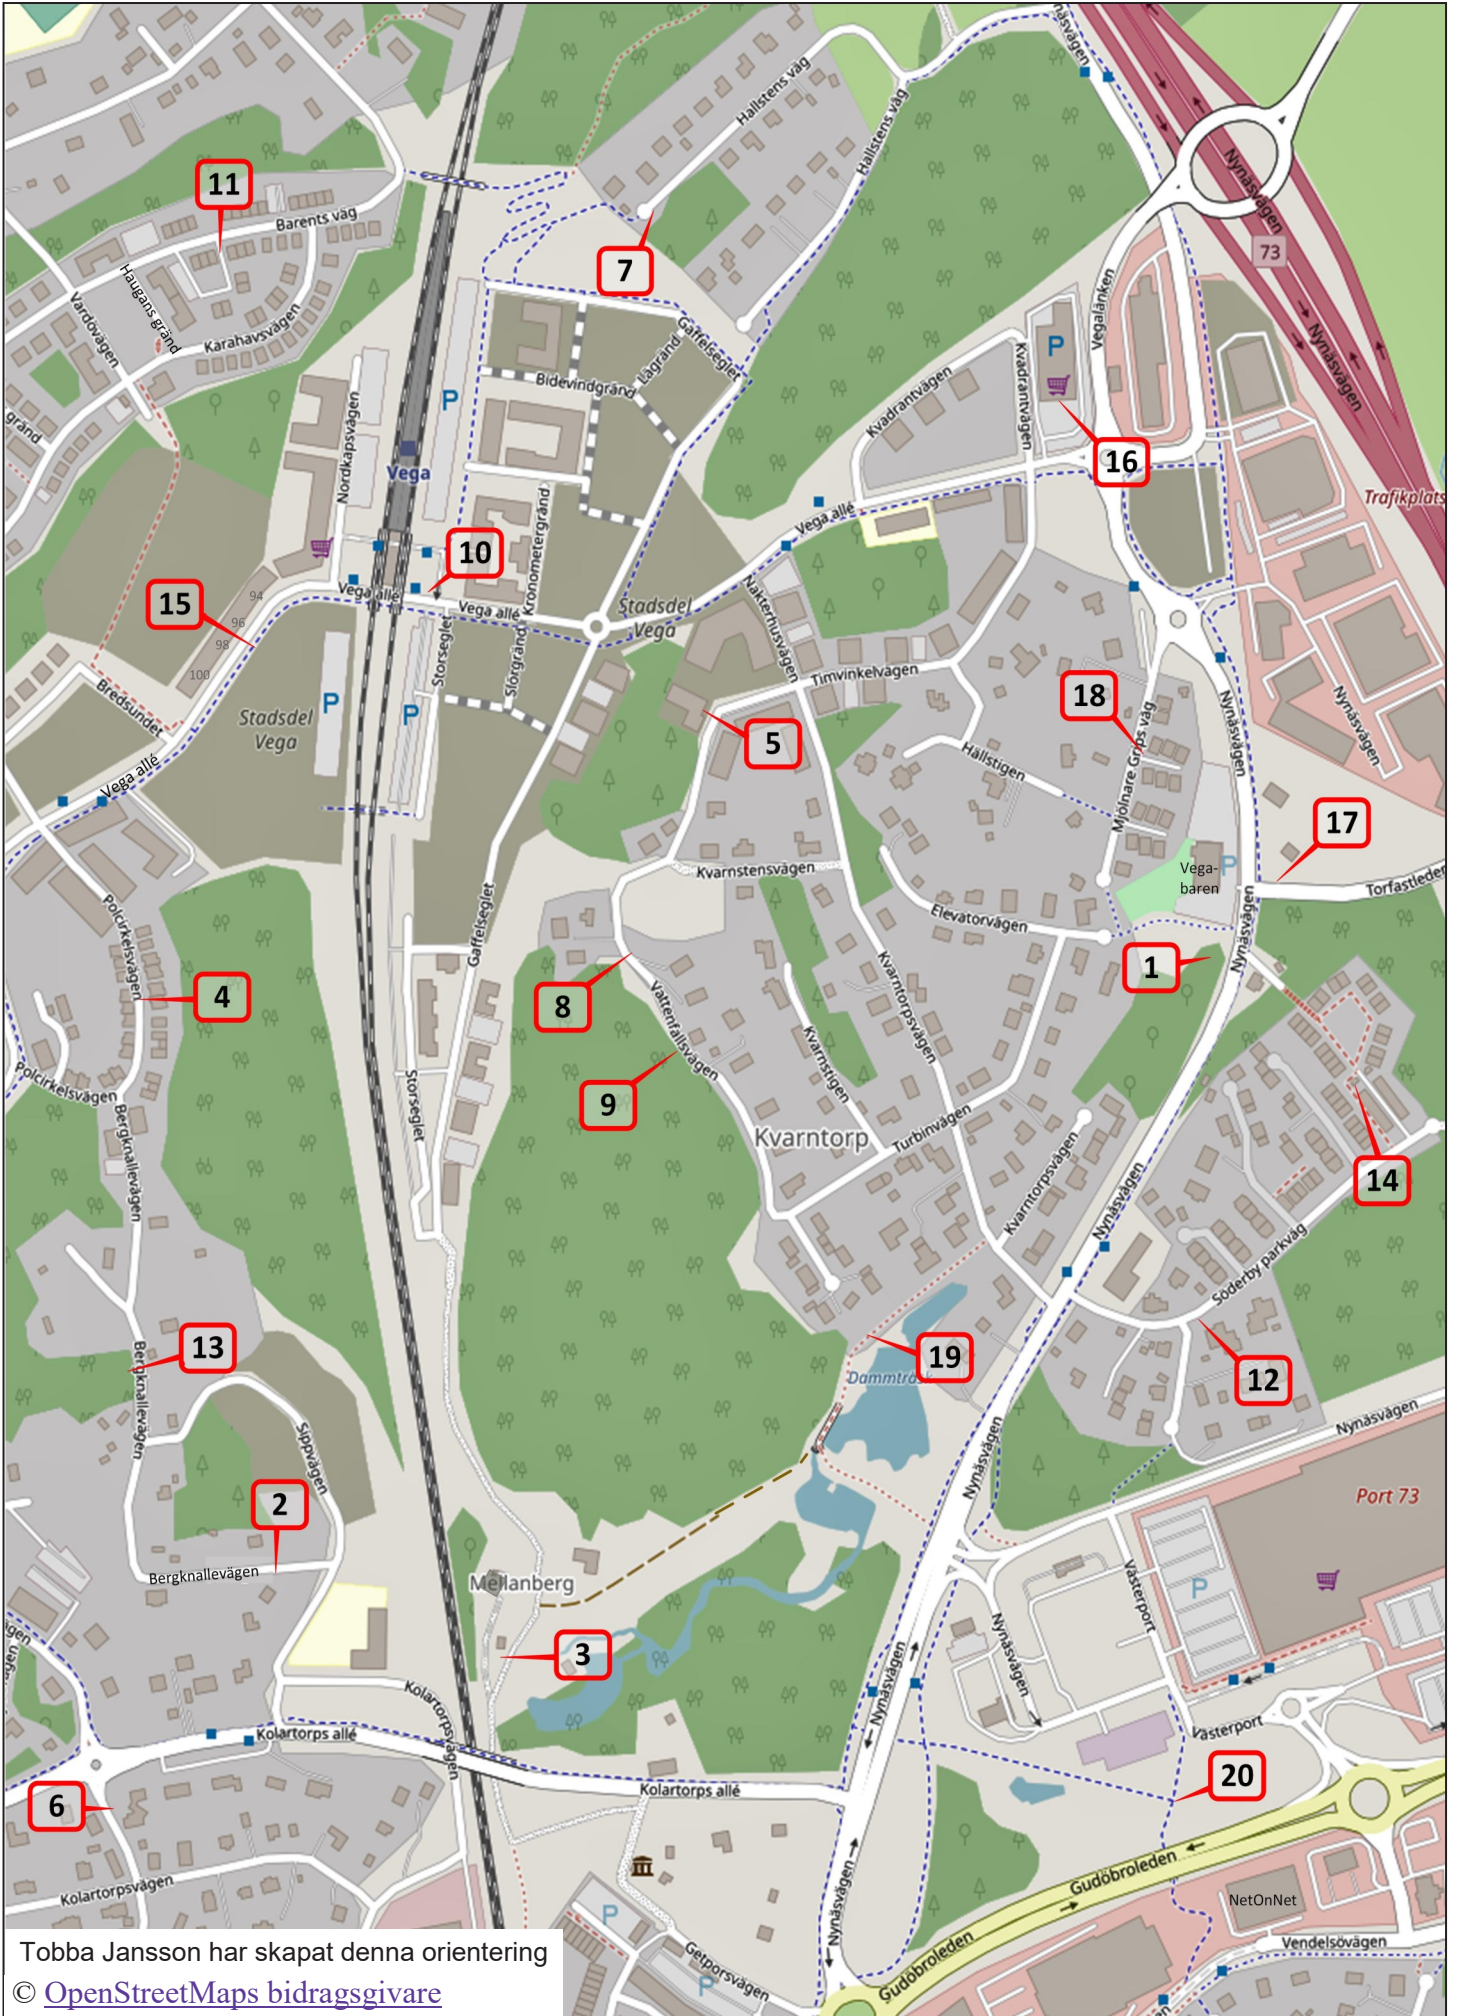 Nynäsvägen
Hallstens väg
Hallstens väg
11
Barents väg
7
Nynäsvägen
73
Haugans gränd
Vardövägen
Karahavsvägen
gränd
Gaffelseglet
Lägränd
Bidevindgränd
Vegalänken
P
Kvadrantvägen
Kvadrantvägen
Nynäsvägen
P
Nordkapsvägen
Vega
16
Trafikplats
Vega allé
Kronometergränd
10
15
94
96
98
100
Vega allé
Vega allé
Storseglet
Slörgränd
Stadsdel
Vega
Nakterhusvägen
Timvinkelvägen
18
Nynäsvägen
Nynäsvägen
Bredsundet
Stadsdel
Vega
P
P
5
Hällstigen
Mjölnare Grips väg
Vega allé
17
Kvarnstensvägen
Vega-
baren
P
Torfastleden
Polcirkelsvägen
Gaffelseglet
Elevatorvägen
Nynäsvägen
1
4
8
Vattenfallsvägen
Kvarntorpsvägen
Kvarnstigen
9
Polcirkelsvägen
Bergknallevägen
Storseglet
Kvarntorp
Turbinvägen
Kvarntorpsvägen
Nynäsvägen
14
Söderby parkväg
13
Bergknallevägen
19
Dammträsk
12
Nynäsvägen
Nynäsvägen
Sippvägen
2
Port 73
Bergknallevägen
Mellanberg
Västerport
P
3
Nynäsvägen
Nynäsvägen
Kolartorpsvägen
Kolartorps allé
Västerport
20
6
Kolartorps allé
Kolartorpsvägen
Nynäsvägen
Gudöbroleden
NetOnNet
P
Getporsvägen
P
Gudöbroleden
Vendelsövägen
Tobba Jansson har skapat denna orientering
© OpenStreetMaps bidragsgivare